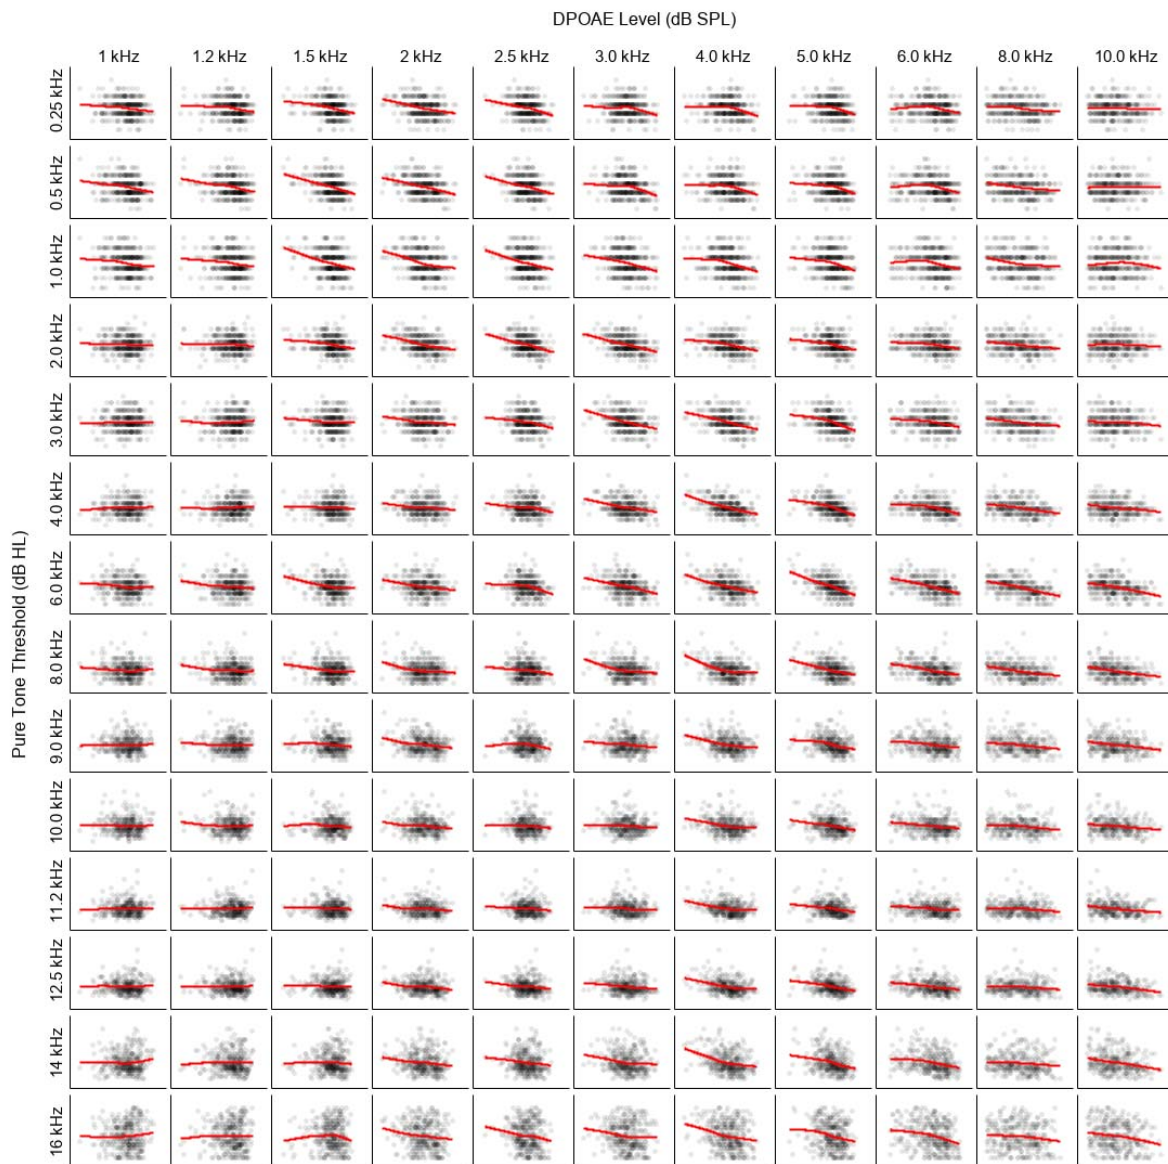 DPOAE Level (dB SPL)
1 kHz 1.2 kHz 1.5 kHz 2 kHz 2.5 kHz 3.0 kHz 4.0 kHz 5.0 kHz 6.0 kHz 8.0 kHz 10.0 kHz
Pure Tone Threshold (dB HL)
0.25 kHz
0.5 kHz
1.0 kHz
2.0 kHz
3.0 kHz
4.0 kHz
6.0 kHz
8.0 kHz
9.0 kHz
10.0 kHz
11.2 kHz
12.5 kHz
14 kHz
16 kHz